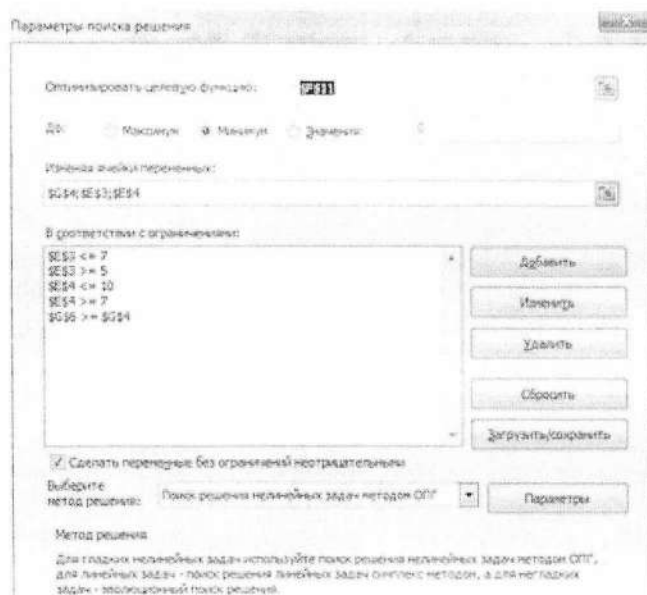 Параметры поиска решения
Оптимизировать целевую функцию:
До: Максимум Минимум Значения: 0
Изменяя ячейки переменных:
$G$4;$E$3;$E$4
В соответствии с ограничениями:
$E$3 <= 7
$E$3 >= 5
$E$4 <= 10
$E$4 >= 7
$G$6 >= $G$4
Добавить
Изменить
Удалить
Сбросить
Загрузить/сохранить
Сделать переменные без ограничений неотрицательными
Выберите
метод решения:
Поиск решения нелинейных задач методом ОПГ
Параметры
Метод решения
Для гладких нелинейных задач используйте поиск решения нелинейных задач методом ОПГ,
для линейных задач - поиск решения линейных задач симплекс-методом, а для негладких
задач - эволюционный поиск решения.